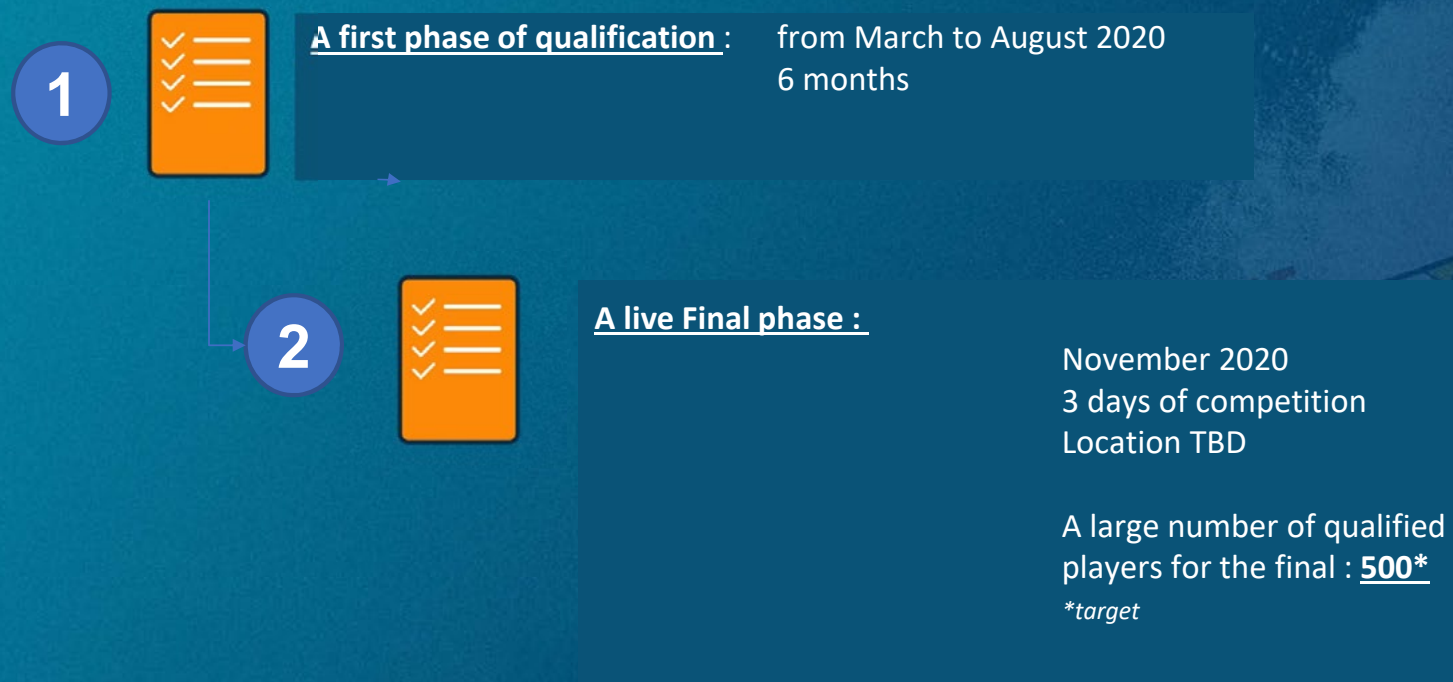 1
A first phase of qualification : from March to August 2020
6 months
2
A live Final phase :
November 2020
3 days of competition
Location TBD
A large number of qualified
players for the final : 500*
*target